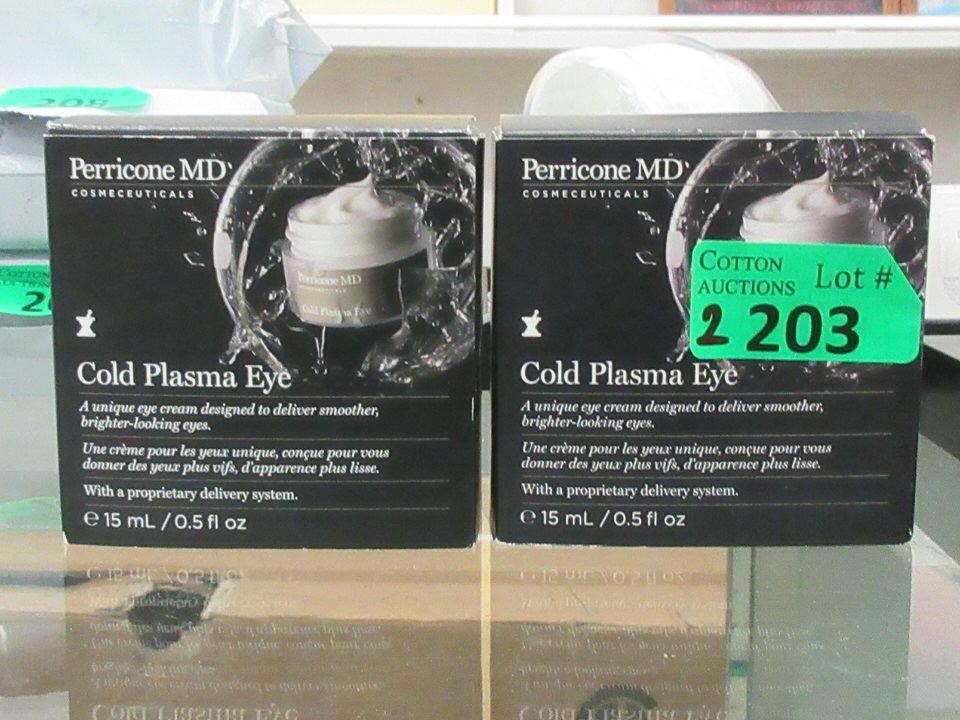 208
COTTON
AUCTIONS
2
Perricone MD
COSMECEUTICALS
Perricone MD
COSMECEUTICALS
Cold Plasma Eye
Cold Plasma Eye
A unique eye cream designed to deliver smoother,
brighter-looking eyes.
Une crème pour les yeux unique, conçue pour vous
donner des yeux plus vifs, d'apparence plus lisse.
With a proprietary delivery system.
℮ 15 mL / 0.5 fl oz
Perricone MD
COSMECEUTICALS
COTTON
AUCTIONS
Lot #
2 203
Cold Plasma Eye
A unique eye cream designed to deliver smoother,
brighter-looking eyes.
Une crème pour les yeux unique, conçue pour vous
donner des yeux plus vifs, d'apparence plus lisse.
With a proprietary delivery system.
℮ 15 mL / 0.5 fl oz